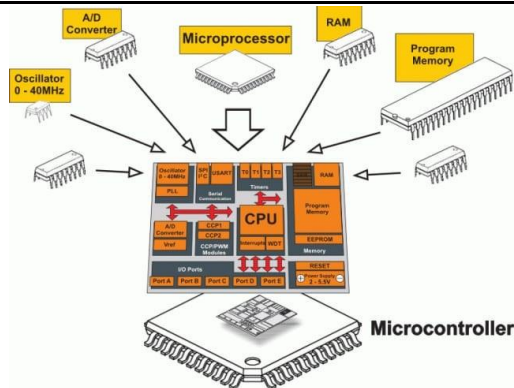 A/D
Converter
Microprocessor
RAM
Program
Memory
Oscillator
0 - 40MHz
Oscillator
0 - 40MHz
PLL
SPI
I²C
USART
Serial
Communication
T0 T1 T2 T3
Timers
RAM
A/D
Converter
Vref
CCP1
CCP2
CCP/PWM
Modules
CPU
Interrupts
WDT
Program
Memory
EEPROM
Memory
I/O Ports
Port A Port B Port C Port D Port E
RESET
Power Supply
2 - 5.5V
Microcontroller